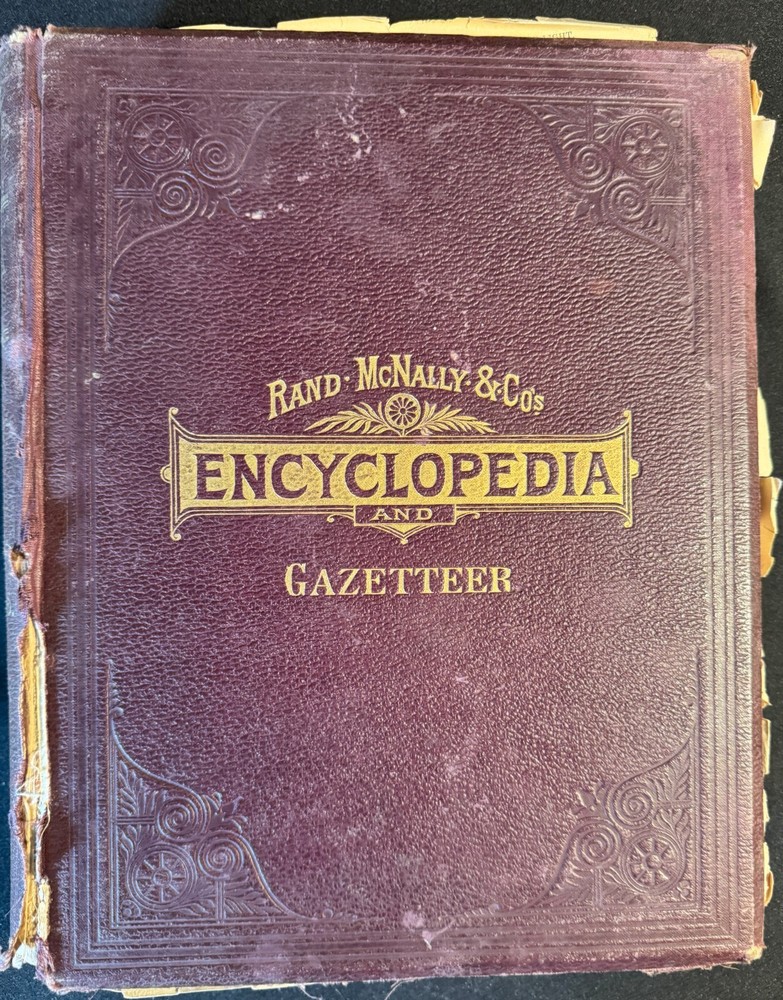 RAND·MCNALLY·&·CO'S
ENCYCLOPEDIA
AND
GAZETTEER